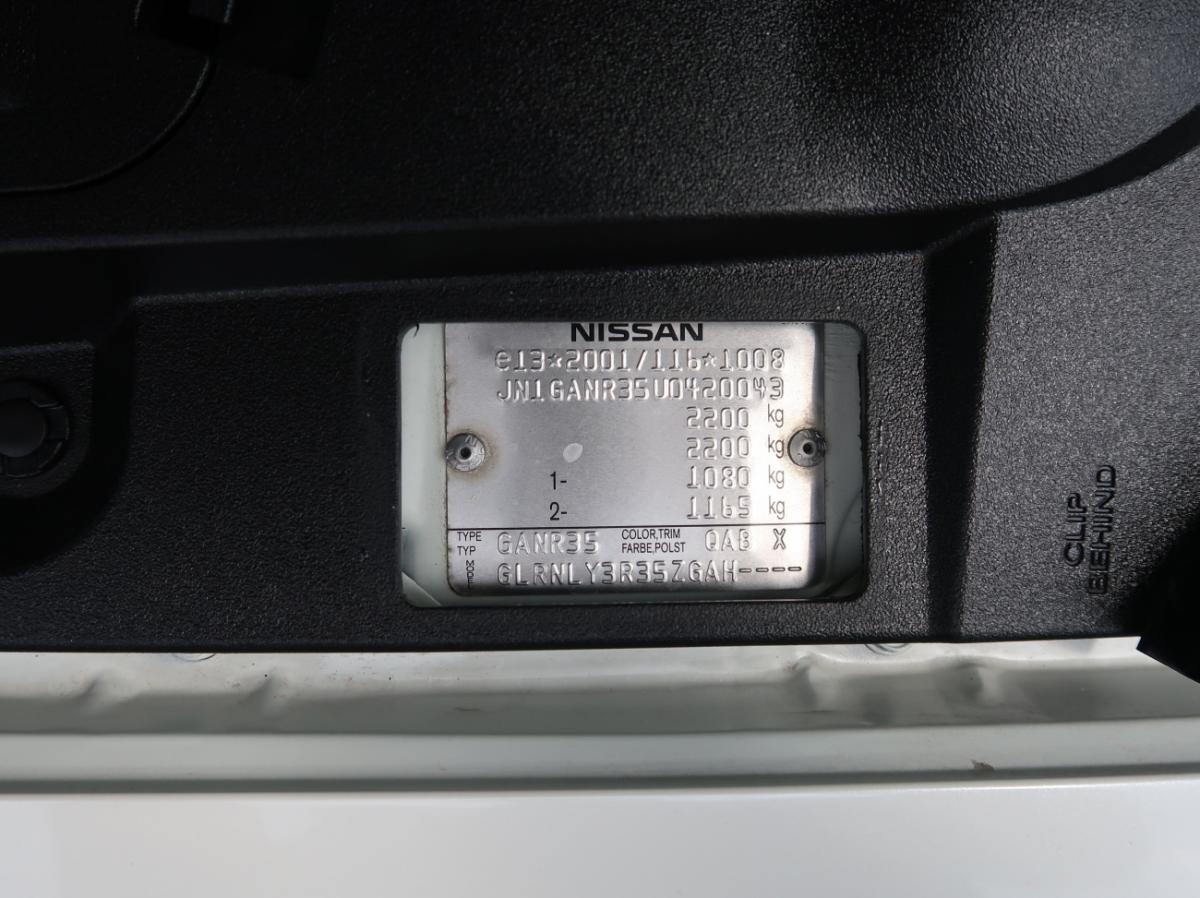 NISSAN
e13*2001/116*1008
JN1GANR35U0420043
2200 kg
2200 kg
1- 1080 kg
2- 1165 kg
TYPE TYP GANR35 COLOR,TRIM FARBE,POLST QAB X
GLRNLY3R35ZGAH----
CLIP
BEHIND